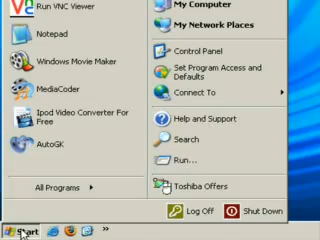 Run VNC Viewer
Notepad
Windows Movie Maker
MediaCoder
Ipod Video Converter For
Free
AutoGK
All Programs
My Computer
My Network Places
Control Panel
Set Program Access and
Defaults
Connect To
Help and Support
Search
Run...
Toshiba Offers
Log Off
Shut Down
Start